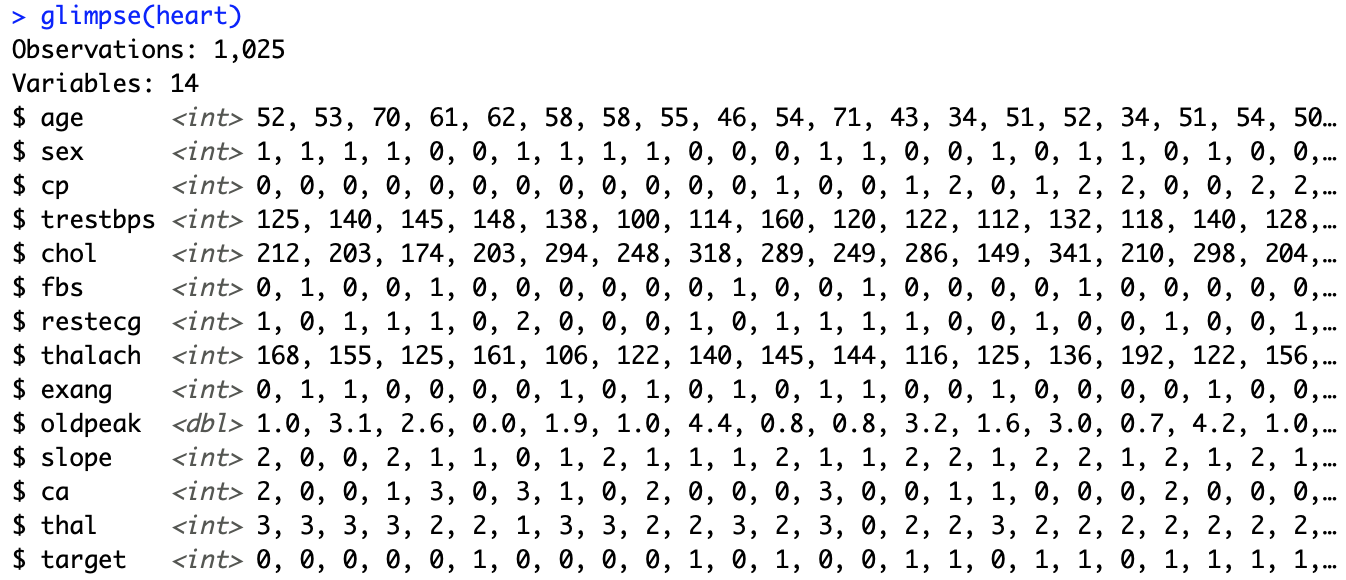 > glimpse(heart)
Observations: 1,025
Variables: 14
$ age      <int> 52, 53, 70, 61, 62, 58, 58, 55, 46, 54, 71, 43, 34, 51, 52, 34, 51, 54, 50…
$ sex      <int> 1, 1, 1, 1, 0, 0, 1, 1, 1, 1, 0, 0, 0, 1, 1, 0, 0, 1, 0, 1, 1, 0, 1, 0, 0,…
$ cp       <int> 0, 0, 0, 0, 0, 0, 0, 0, 0, 0, 0, 0, 1, 0, 0, 1, 2, 0, 1, 2, 2, 0, 0, 2, 2,…
$ trestbps <int> 125, 140, 145, 148, 138, 100, 114, 160, 120, 122, 112, 132, 118, 140, 128,…
$ chol     <int> 212, 203, 174, 203, 294, 248, 318, 289, 249, 286, 149, 341, 210, 298, 204,…
$ fbs      <int> 0, 1, 0, 0, 1, 0, 0, 0, 0, 0, 0, 1, 0, 0, 1, 0, 0, 0, 0, 1, 0, 0, 0, 0, 0,…
$ restecg  <int> 1, 0, 1, 1, 1, 0, 2, 0, 0, 0, 1, 0, 1, 1, 1, 1, 0, 0, 1, 0, 0, 1, 0, 0, 1,…
$ thalach  <int> 168, 155, 125, 161, 106, 122, 140, 145, 144, 116, 125, 136, 192, 122, 156,…
$ exang    <int> 0, 1, 1, 0, 0, 0, 0, 1, 0, 1, 0, 1, 0, 1, 1, 0, 0, 1, 0, 0, 0, 0, 1, 0, 0,…
$ oldpeak  <dbl> 1.0, 3.1, 2.6, 0.0, 1.9, 1.0, 4.4, 0.8, 0.8, 3.2, 1.6, 3.0, 0.7, 4.2, 1.0,…
$ slope    <int> 2, 0, 0, 2, 1, 1, 0, 1, 2, 1, 1, 1, 2, 1, 1, 2, 2, 1, 2, 2, 1, 2, 1, 2, 1,…
$ ca       <int> 2, 0, 0, 1, 3, 0, 3, 1, 0, 2, 0, 0, 0, 3, 0, 0, 1, 1, 0, 0, 0, 2, 0, 0, 0,…
$ thal     <int> 3, 3, 3, 3, 2, 2, 1, 3, 3, 2, 2, 3, 2, 3, 0, 2, 2, 3, 2, 2, 2, 2, 2, 2, 2,…
$ target   <int> 0, 0, 0, 0, 0, 1, 0, 0, 0, 0, 1, 0, 1, 0, 0, 1, 1, 0, 1, 1, 0, 1, 1, 1, 1,…